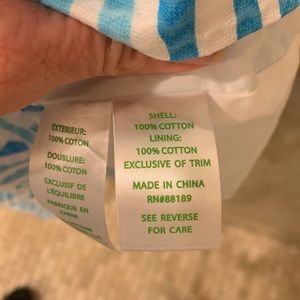 EXTERIEUR:
100% COTON
DOUBLURE:
100% COTON
EXCLUSIF DE
L'ÉQUILIBRE
FABRIQUE EN
CHINE
SHELL:
100% COTTON
LINING:
100% COTTON
EXCLUSIVE OF TRIM
MADE IN CHINA
RN#88189
SEE REVERSE
FOR CARE